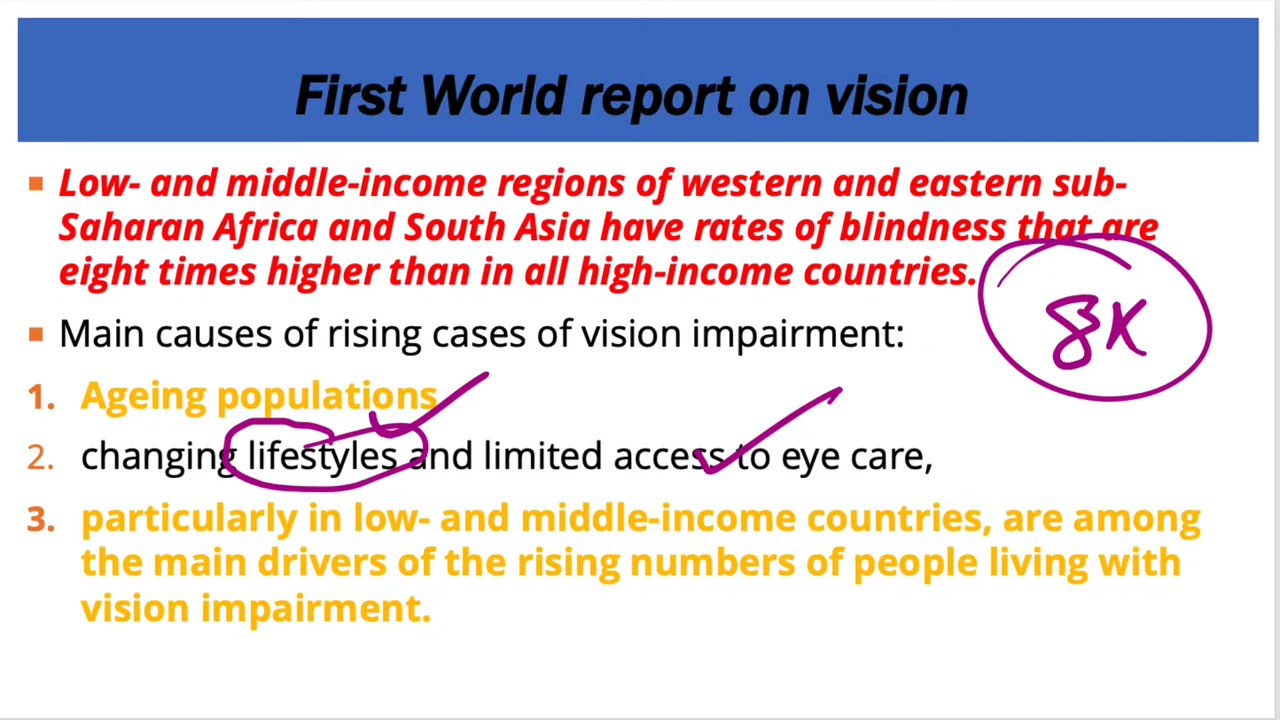 First World report on vision
▪ Low- and middle-income regions of western and eastern sub-
Saharan Africa and South Asia have rates of blindness that are
eight times higher than in all high-income countries.
8x
▪ Main causes of rising cases of vision impairment:
1. Ageing populations
2. changing lifestyles and limited access to eye care,
3. particularly in low- and middle-income countries, are among
the main drivers of the rising numbers of people living with
vision impairment.